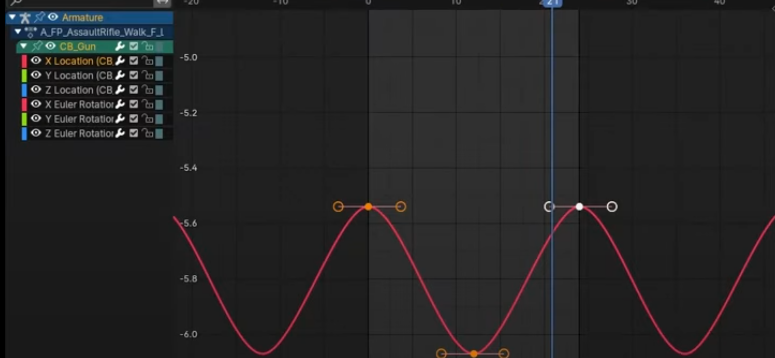 -20 -10 0 10 21 30 40
Armature
A_FP_AssaultRifle_Walk_F_L
CB_Gun
X Location (CB
Y Location (CB
Z Location (CB
X Euler Rotation
Y Euler Rotation
Z Euler Rotation
-5.0
-5.2
-5.4
-5.6
-5.8
-6.0